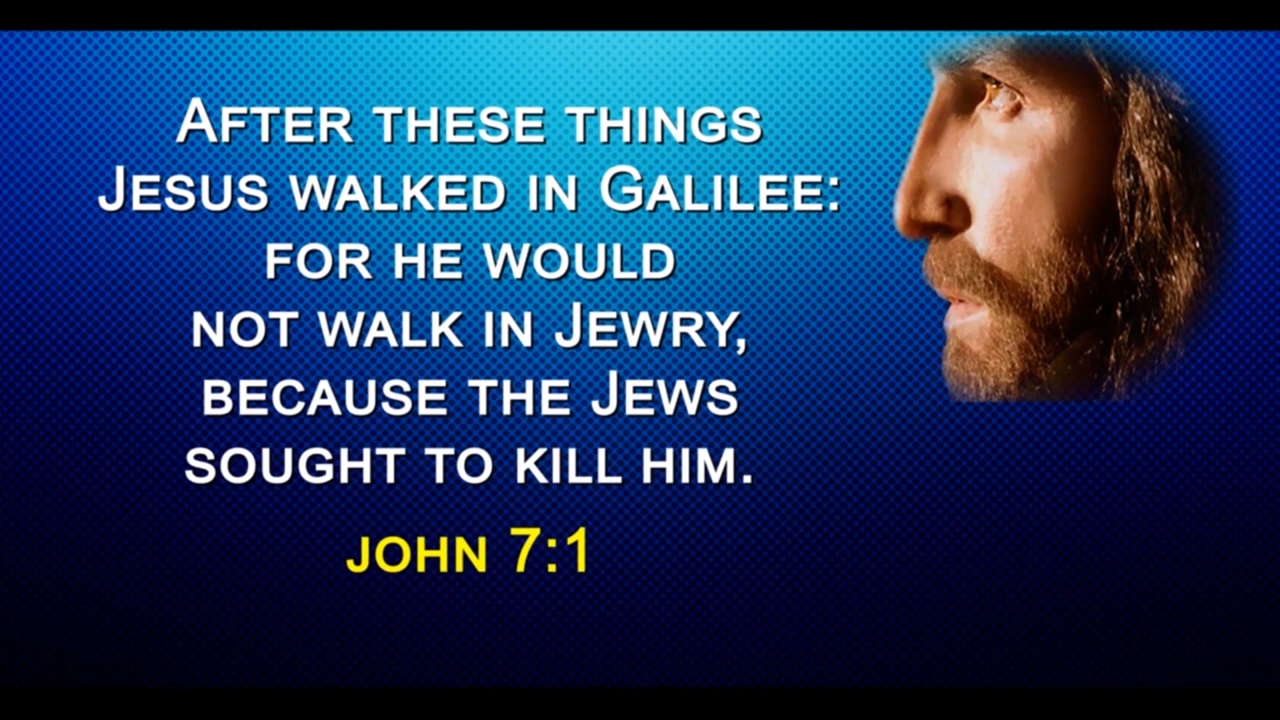 After these things
Jesus walked in Galilee:
for he would
not walk in Jewry,
because the Jews
sought to kill him.
john 7:1